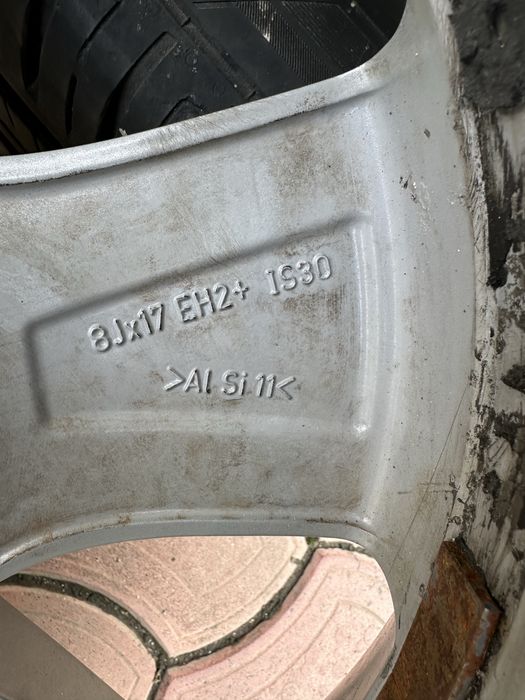 8Jx17 EH2+ IS30
>Al Si 11<